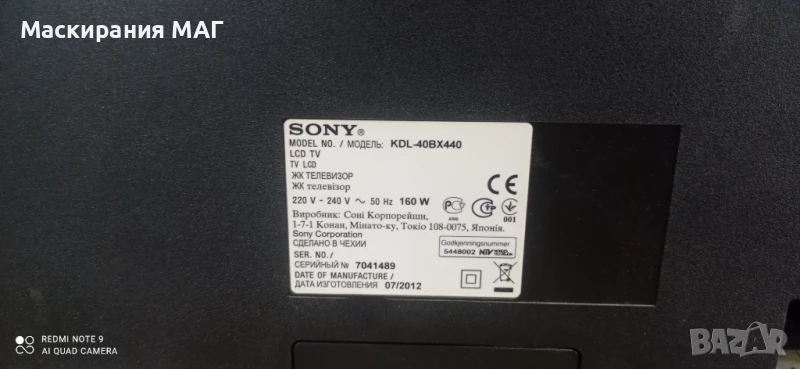 Маскирания МАГ
SONY®
MODEL NO. / МОДЕЛЬ: KDL-40BX440
LCD TV
TV LCD
ЖК ТЕЛЕВИЗОР
ЖК телевізор
220 V - 240 V ~ 50 Hz 160 W
001
Виробник: Соні Корпорейшн,
1-7-1 Конан, Мінато-ку, Токіо 108-0075, Японія.
Sony Corporation
СДЕЛАНО В ЧЕХИИ
Godkjenningsnummer
5448002
SER. NO./
СЕРИЙНЫЙ № 7041489
DATE OF MANUFACTURE /
ДАТА ИЗГОТОВЛЕНИЯ 07/2012
REDMI NOTE 9
AI QUAD CAMERA
BAZAR